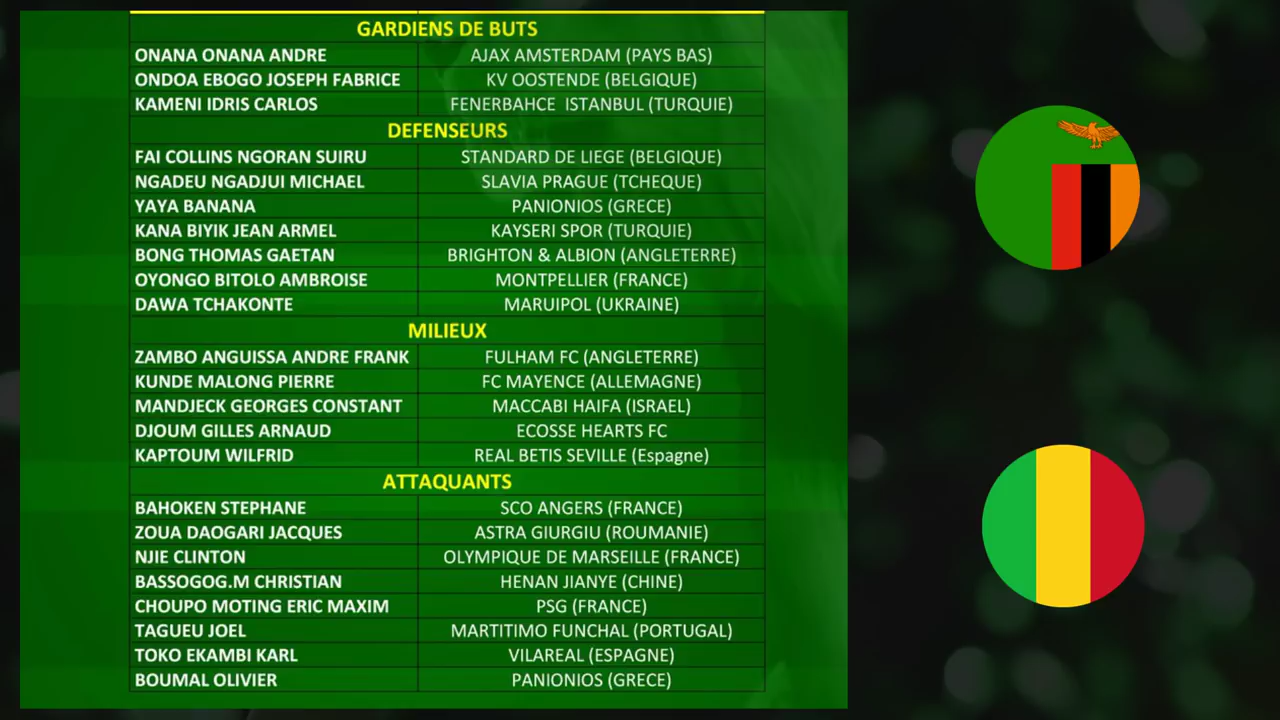 GARDIENS DE BUTS
ONANA ONANA ANDRE AJAX AMSTERDAM (PAYS BAS)
ONDOA EBOGO JOSEPH FABRICE KV OOSTENDE (BELGIQUE)
KAMENI IDRIS CARLOS FENERBAHCE ISTANBUL (TURQUIE)
DEFENSEURS
FAI COLLINS NGORAN SUIRU STANDARD DE LIEGE (BELGIQUE)
NGADEU NGADJUI MICHAEL SLAVIA PRAGUE (TCHEQUE)
YAYA BANANA PANIONIOS (GRECE)
KANA BIYIK JEAN ARMEL KAYSERI SPOR (TURQUIE)
BONG THOMAS GAETAN BRIGHTON & ALBION (ANGLETERRE)
OYONGO BITOLO AMBROISE MONTPELLIER (FRANCE)
DAWA TCHAKONTE MARUIPOL (UKRAINE)
MILIEUX
ZAMBO ANGUISSA ANDRE FRANK FULHAM FC (ANGLETERRE)
KUNDE MALONG PIERRE FC MAYENCE (ALLEMAGNE)
MANDJECK GEORGES CONSTANT MACCABI HAIFA (ISRAEL)
DJOUM GILLES ARNAUD ECOSSE HEARTS FC
KAPTOUM WILFRID REAL BETIS SEVILLE (Espagne)
ATTAQUANTS
BAHOKEN STEPHANE SCO ANGERS (FRANCE)
ZOUA DAOGARI JACQUES ASTRA GIURGIU (ROUMANIE)
NJIE CLINTON OLYMPIQUE DE MARSEILLE (FRANCE)
BASSOGOG.M CHRISTIAN HENAN JIANYE (CHINE)
CHOUPO MOTING ERIC MAXIM PSG (FRANCE)
TAGUEU JOEL MARTITIMO FUNCHAL (PORTUGAL)
TOKO EKAMBI KARL VILAREAL (ESPAGNE)
BOUMAL OLIVIER PANIONIOS (GRECE)